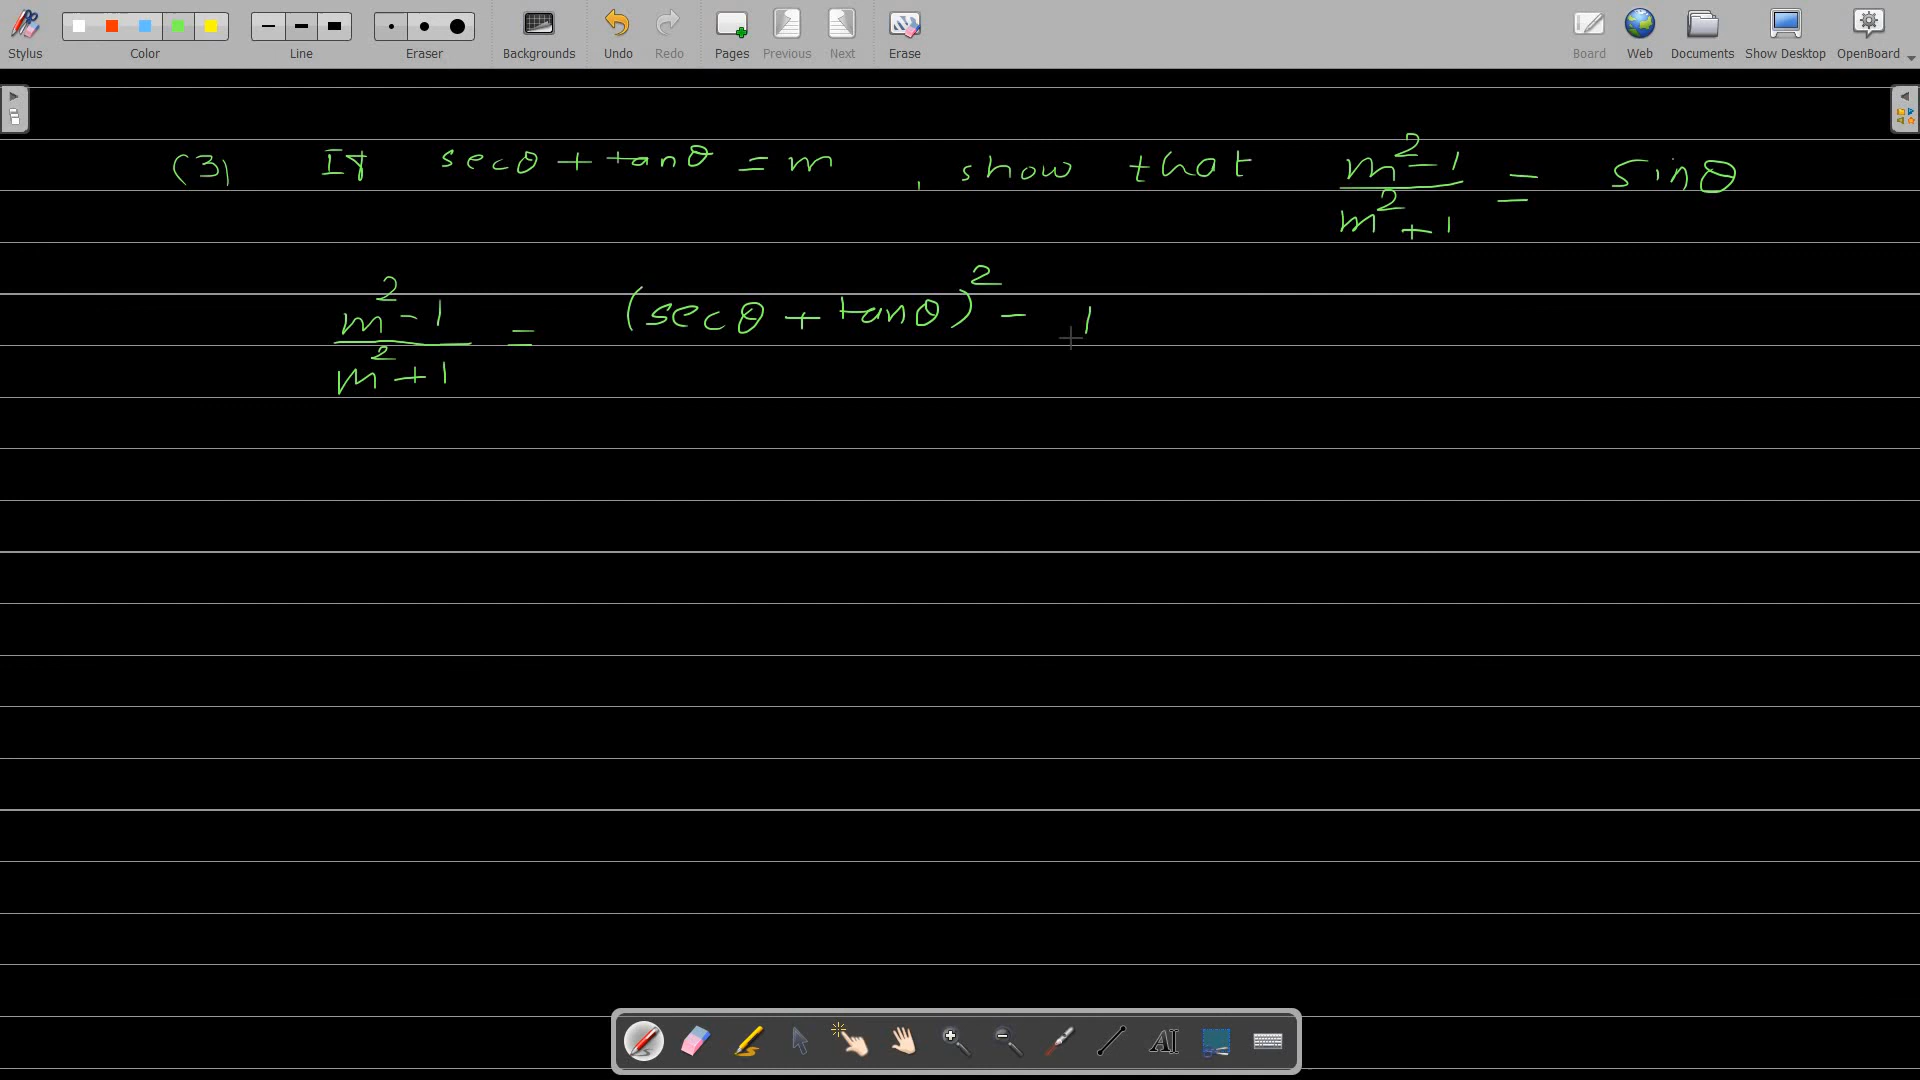 Stylus Color Line Eraser Backgrounds Undo Redo Pages Previous Next Erase Board Web Documents Show Desktop OpenBoard
(3) If secθ + tanθ = m , show that m²-1 / m²+1 = sinθ
m²-1 / m²+1 = (secθ + tanθ)² - 1
AI